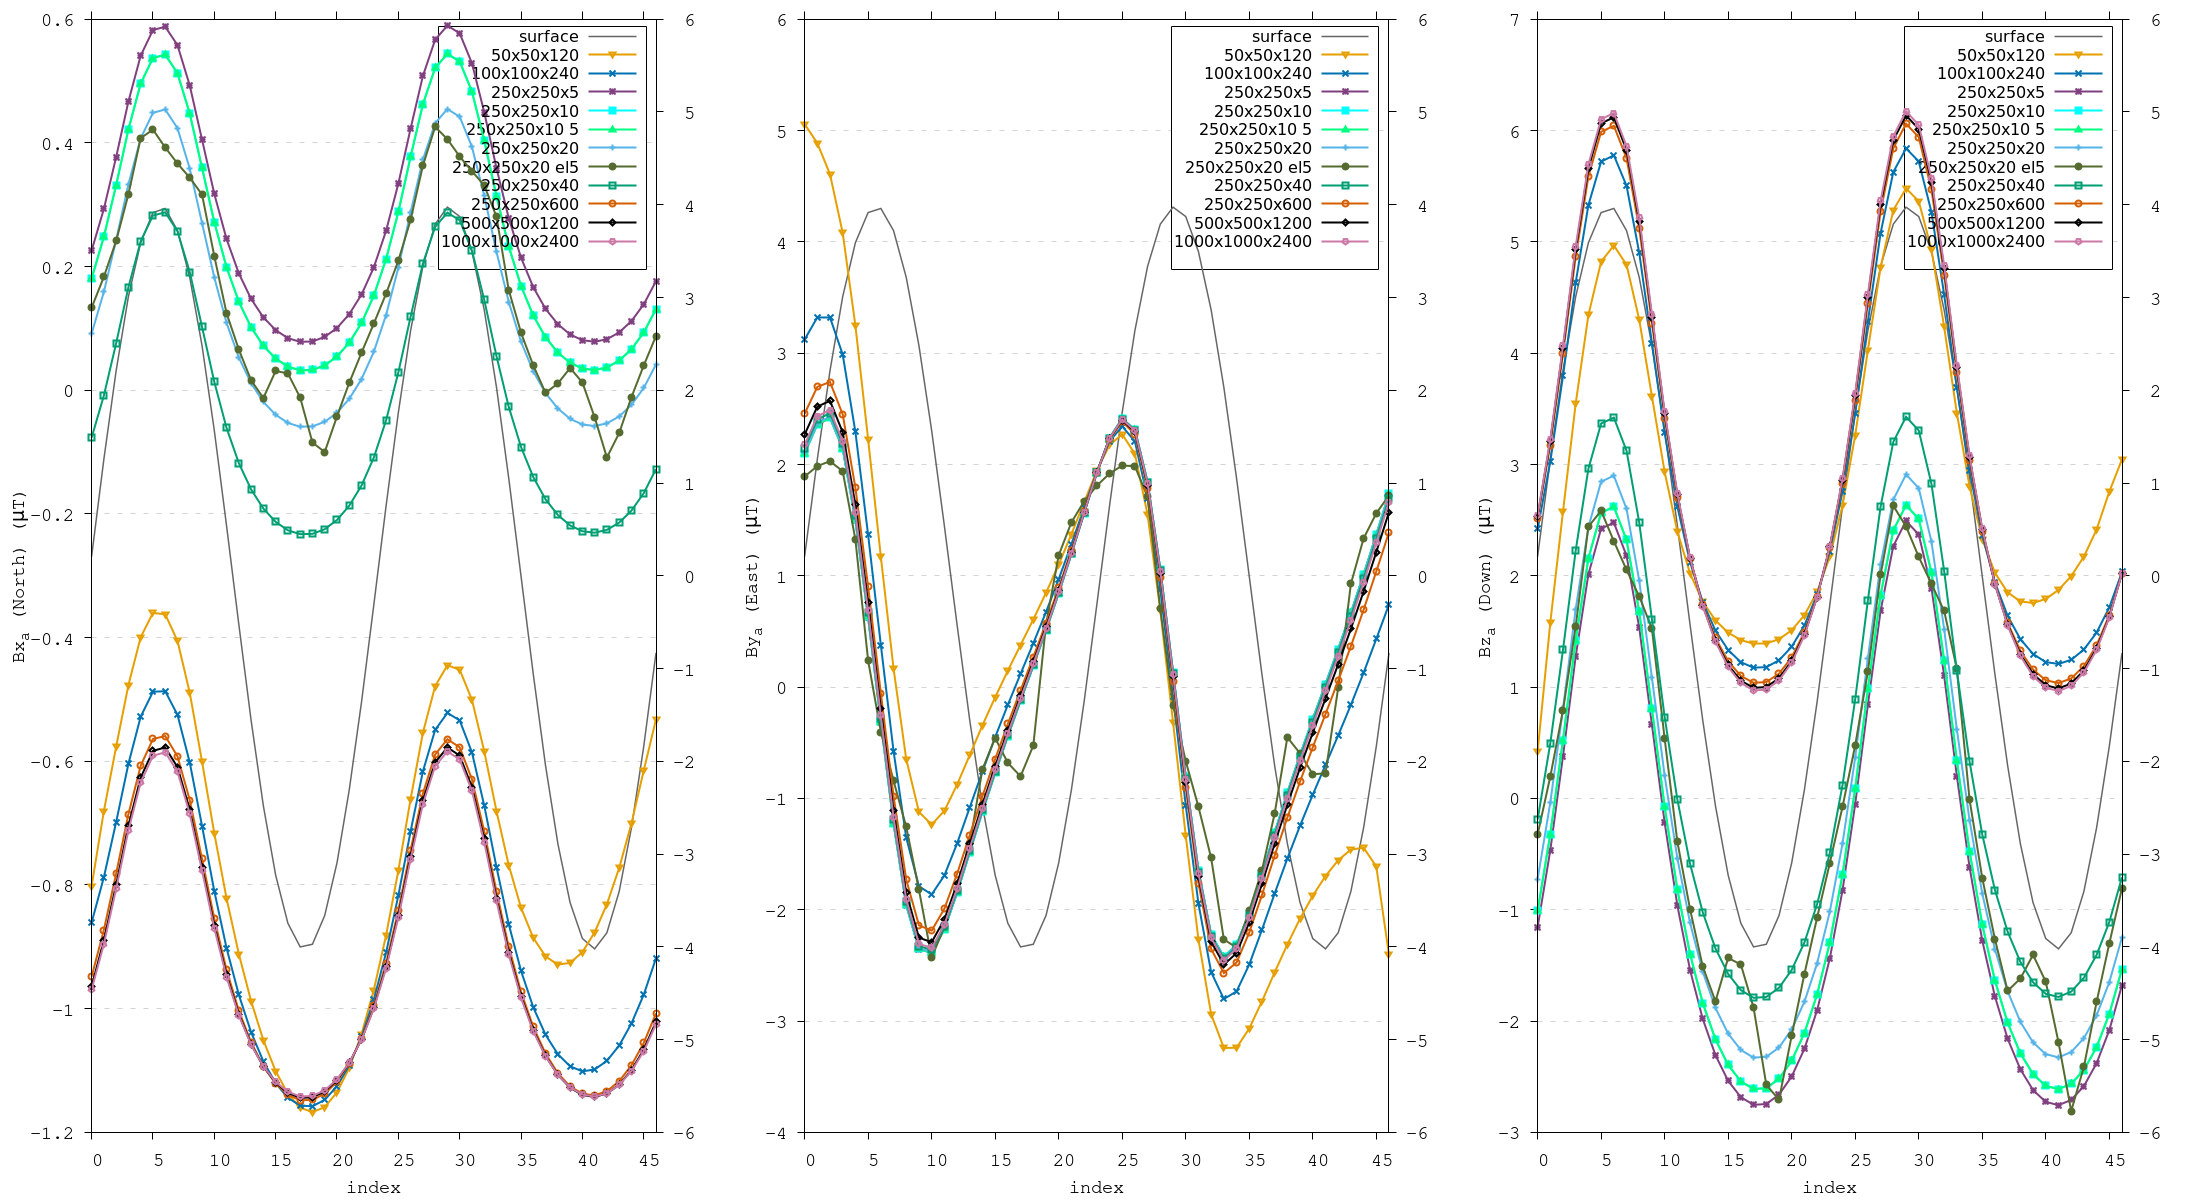 0.6
0.4
0.2
0
-0.2
-0.4
-0.6
-0.8
-1
-1.2
Bxa (North) (μT)
6
5
4
3
2
1
0
-1
-2
-3
-4
-5
-6
0 5 10 15 20 25 30 35 40 45
index
surface
50x50x120
100x100x240
250x250x5
250x250x10
250x250x10 5
250x250x20
250x250x20 el5
250x250x40
250x250x600
500x500x1200
1000x1000x2400
6
5
4
3
2
1
0
-1
-2
-3
-4
Bya (East) (μT)
6
5
4
3
2
1
0
-1
-2
-3
-4
-5
-6
0 5 10 15 20 25 30 35 40 45
index
surface
50x50x120
100x100x240
250x250x5
250x250x10
250x250x10 5
250x250x20
250x250x20 el5
250x250x40
250x250x600
500x500x1200
1000x1000x2400
7
6
5
4
3
2
1
0
-1
-2
-3
Bza (Down) (μT)
6
5
4
3
2
1
0
-1
-2
-3
-4
-5
-6
0 5 10 15 20 25 30 35 40 45
index
surface
50x50x120
100x100x240
250x250x5
250x250x10
250x250x10 5
250x250x20
250x250x20 el5
250x250x40
250x250x600
500x500x1200
1000x1000x2400